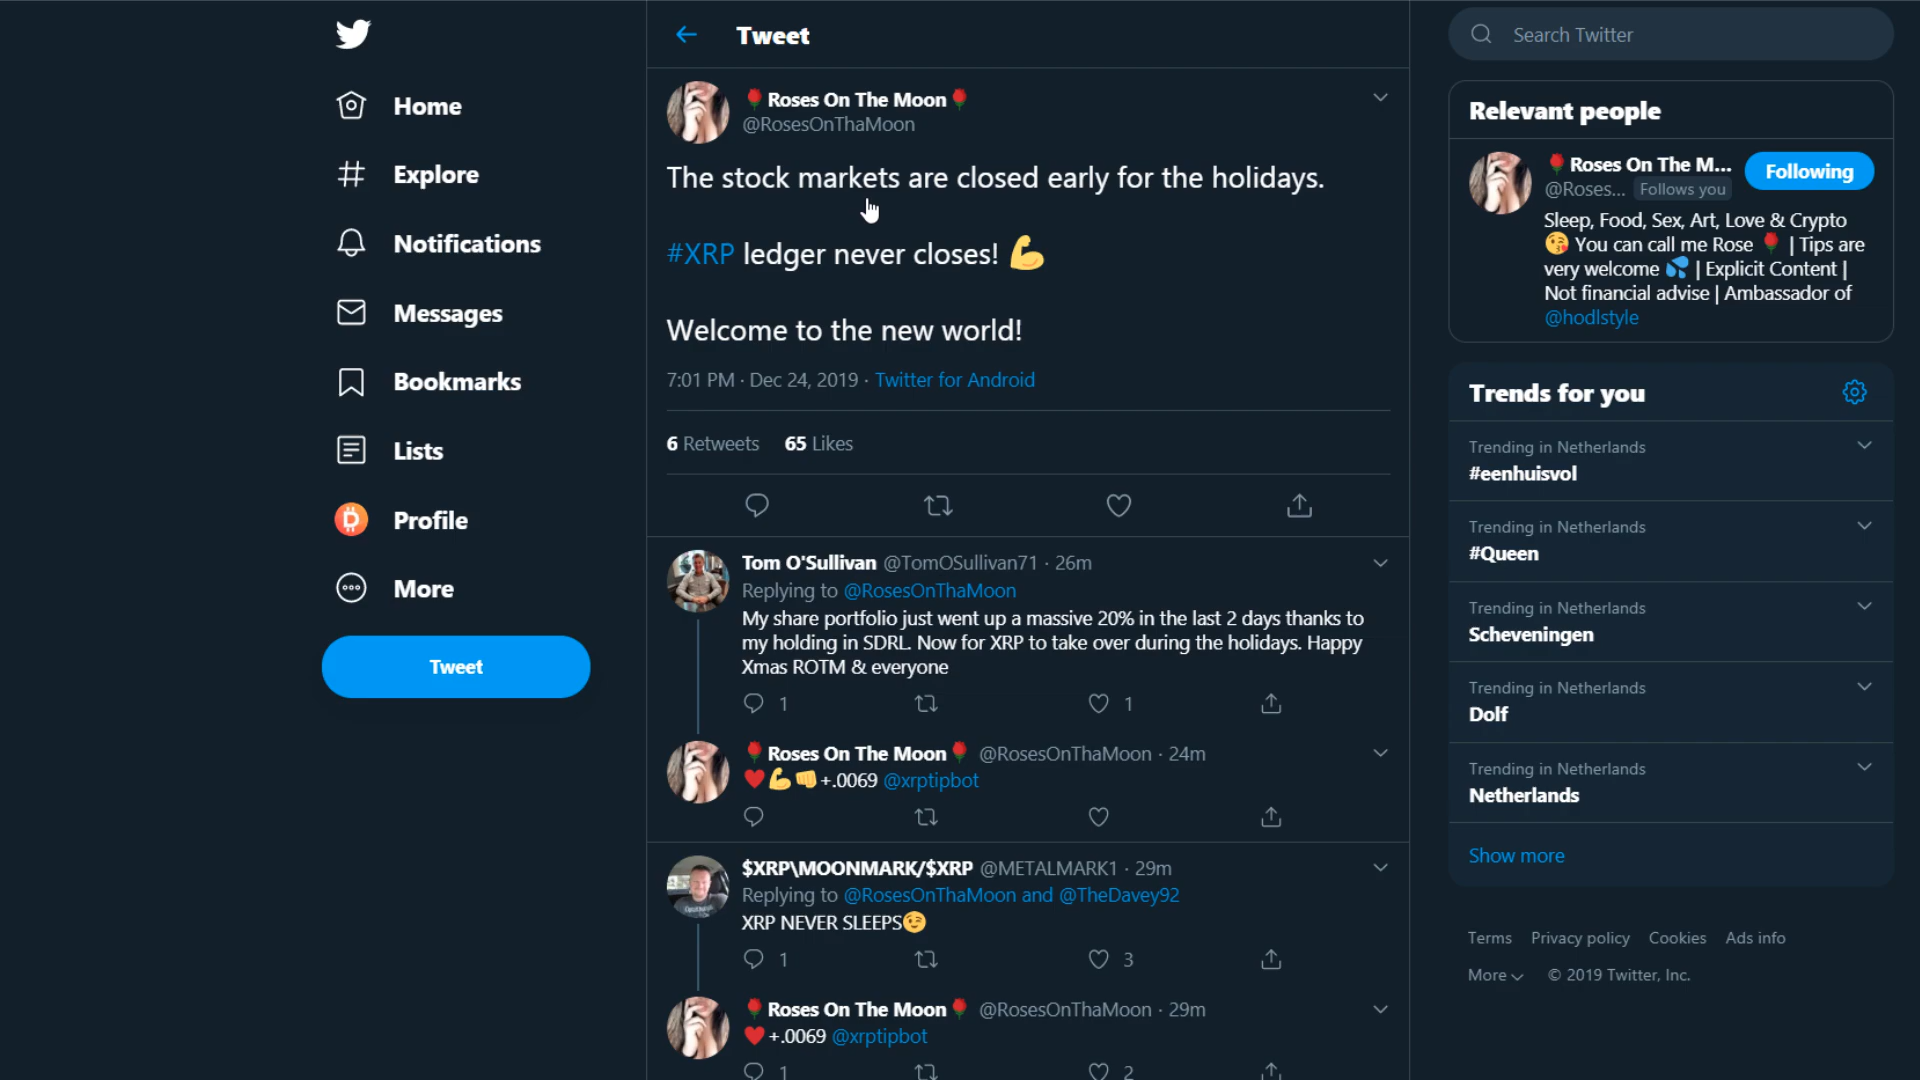 Home
Explore
Notifications
Messages
Bookmarks
Lists
Profile
More
Tweet
Tweet
🌹Roses On The Moon🌹
@RosesOnThaMoon
The stock markets are closed early for the holidays.
#XRP ledger never closes! 💪
Welcome to the new world!
7:01 PM · Dec 24, 2019 · Twitter for Android
6 Retweets 65 Likes
Tom O'Sullivan @TomOSullivan71 · 26m
Replying to @RosesOnThaMoon
My share portfolio just went up a massive 20% in the last 2 days thanks to
my holding in SDRL. Now for XRP to take over during the holidays. Happy
Xmas ROTM & everyone
1 1
🌹Roses On The Moon🌹 @RosesOnThaMoon · 24m
❤️💪👊+.0069 @xrptipbot
$XRP\MOONMARK/$XRP @METALMARK1 · 29m
Replying to @RosesOnThaMoon and @TheDavey92
XRP NEVER SLEEPS😉
1 3
🌹Roses On The Moon🌹 @RosesOnThaMoon · 29m
❤️+.0069 @xrptipbot
1 2
Search Twitter
Relevant people
🌹Roses On The M...
@Roses... Follows you
Following
Sleep, Food, Sex, Art, Love & Crypto
😘 You can call me Rose 🌹 | Tips are
very welcome 💦 | Explicit Content |
Not financial advise | Ambassador of
@hodlstyle
Trends for you
Trending in Netherlands
#eenhuisvol
Trending in Netherlands
#Queen
Trending in Netherlands
Scheveningen
Trending in Netherlands
Dolf
Trending in Netherlands
Netherlands
Show more
Terms Privacy policy Cookies Ads info
More © 2019 Twitter, Inc.